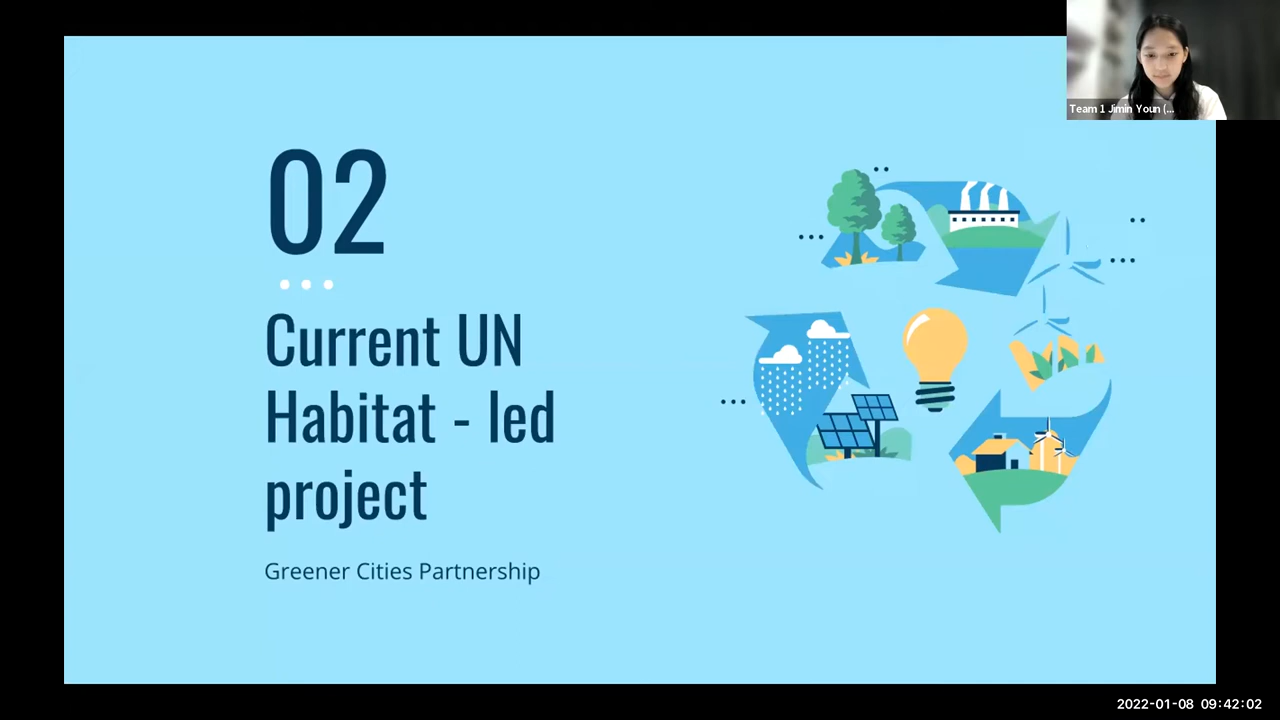 Team 1 Jimin Youn (...
02
Current UN
Habitat - led
project
Greener Cities Partnership
2022-01-08 09:42:02